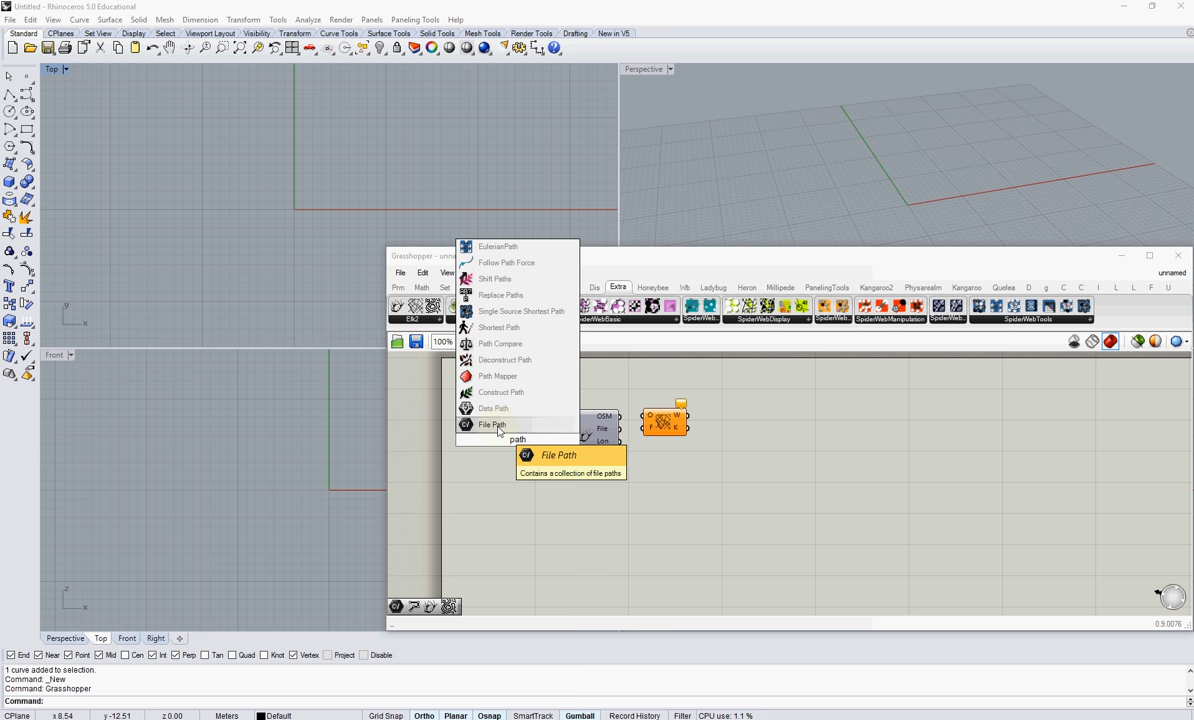 Untitled - Rhinoceros 5.0 Educational
File Edit View Curve Surface Solid Mesh Dimension Transform Tools Analyze Render Panels Paneling Tools Help
Standard CPlanes Set View Display Select Viewport Layout Visibility Transform Curve Tools Surface Tools Solid Tools Mesh Tools Render Tools Drafting New in V5
Top
Perspective
Grasshopper - unna
File Edit View
unnamed
Prm Math Set
Dis Extra Honeybee Wb Ladybug Heron Millipede PanelingTools Kangaroo2 Physarealm Kangaroo Quelea D g C C I L L F U
Elk2
SpiderWebBasic SpiderWeb... SpiderWebDisplay SpiderWeb... SpiderWebManipulation SpiderWeb... SpiderWebTools
100%
EulerianPath
Follow Path Force
Shift Paths
Replace Paths
Single Source Shortest Path
Shortest Path
Path Compare
Deconstruct Path
Path Mapper
Construct Path
Data Path
File Path
path
File Path
Contains a collection of file paths
OSM
File
Lon
O W
F K
y
x
Front
z
x
0.9.0076
Perspective Top Front Right
End Near Point Mid Cen Int Perp Tan Quad Knot Vertex Project Disable
1 curve added to selection.
Command: _New
Command: Grasshopper
Command:
CPlane x 8.54 y -12.51 z 0.00 Meters Default Grid Snap Ortho Planar Osnap SmartTrack Gumball Record History Filter CPU use: 1.1 %